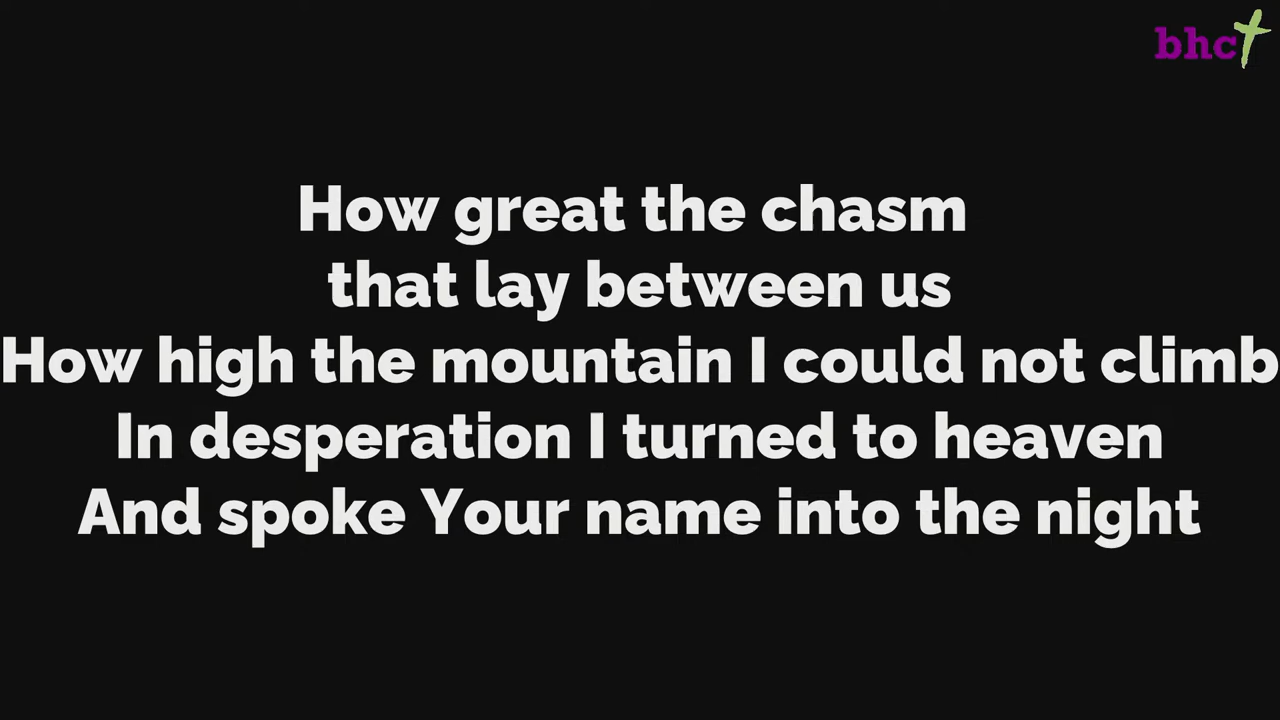 bhc
How great the chasm
that lay between us
How high the mountain I could not climb
In desperation I turned to heaven
And spoke Your name into the night